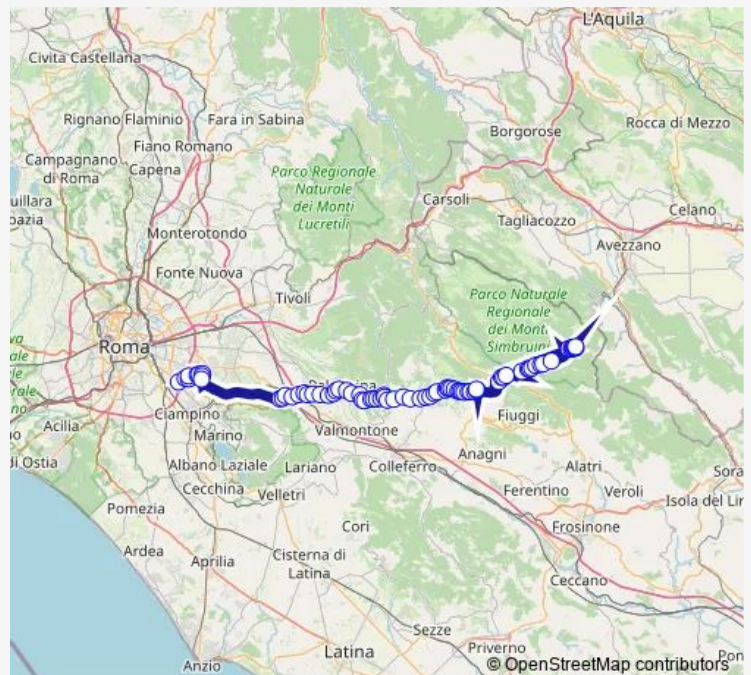 L'Aquila
Civita Castellana
Rignano Flaminio
Fara in Sabina
Rocca di Mezzo
Borgorose
Fiano Romano
Campagnano
di Roma
Capena
Parco Regionale
Naturale
dei Monti
Lucretili
Carsoli
Tagliacozzo
Celano
Avezzano
Monterotondo
Fonte Nuova
Tivoli
Parco Naturale
Regionale
dei Monti
Simbruini
Roma
Ciampino
Fiuggi
Acilia
Marino
Valmontone
di Ostia
Albano Laziale
Lariano
Colleferro
Anagni
Alatri
Cecchina
Velletri
Ferentino
Veroli
Isola del Lir
Sora
Pomezia
Cori
Frosinone
Ardea
Aprilia
Cisterna di
Latina
Ceccano
Sezze
Priverno
Latina
Anzio
Pon
© OpenStreetMap contributors